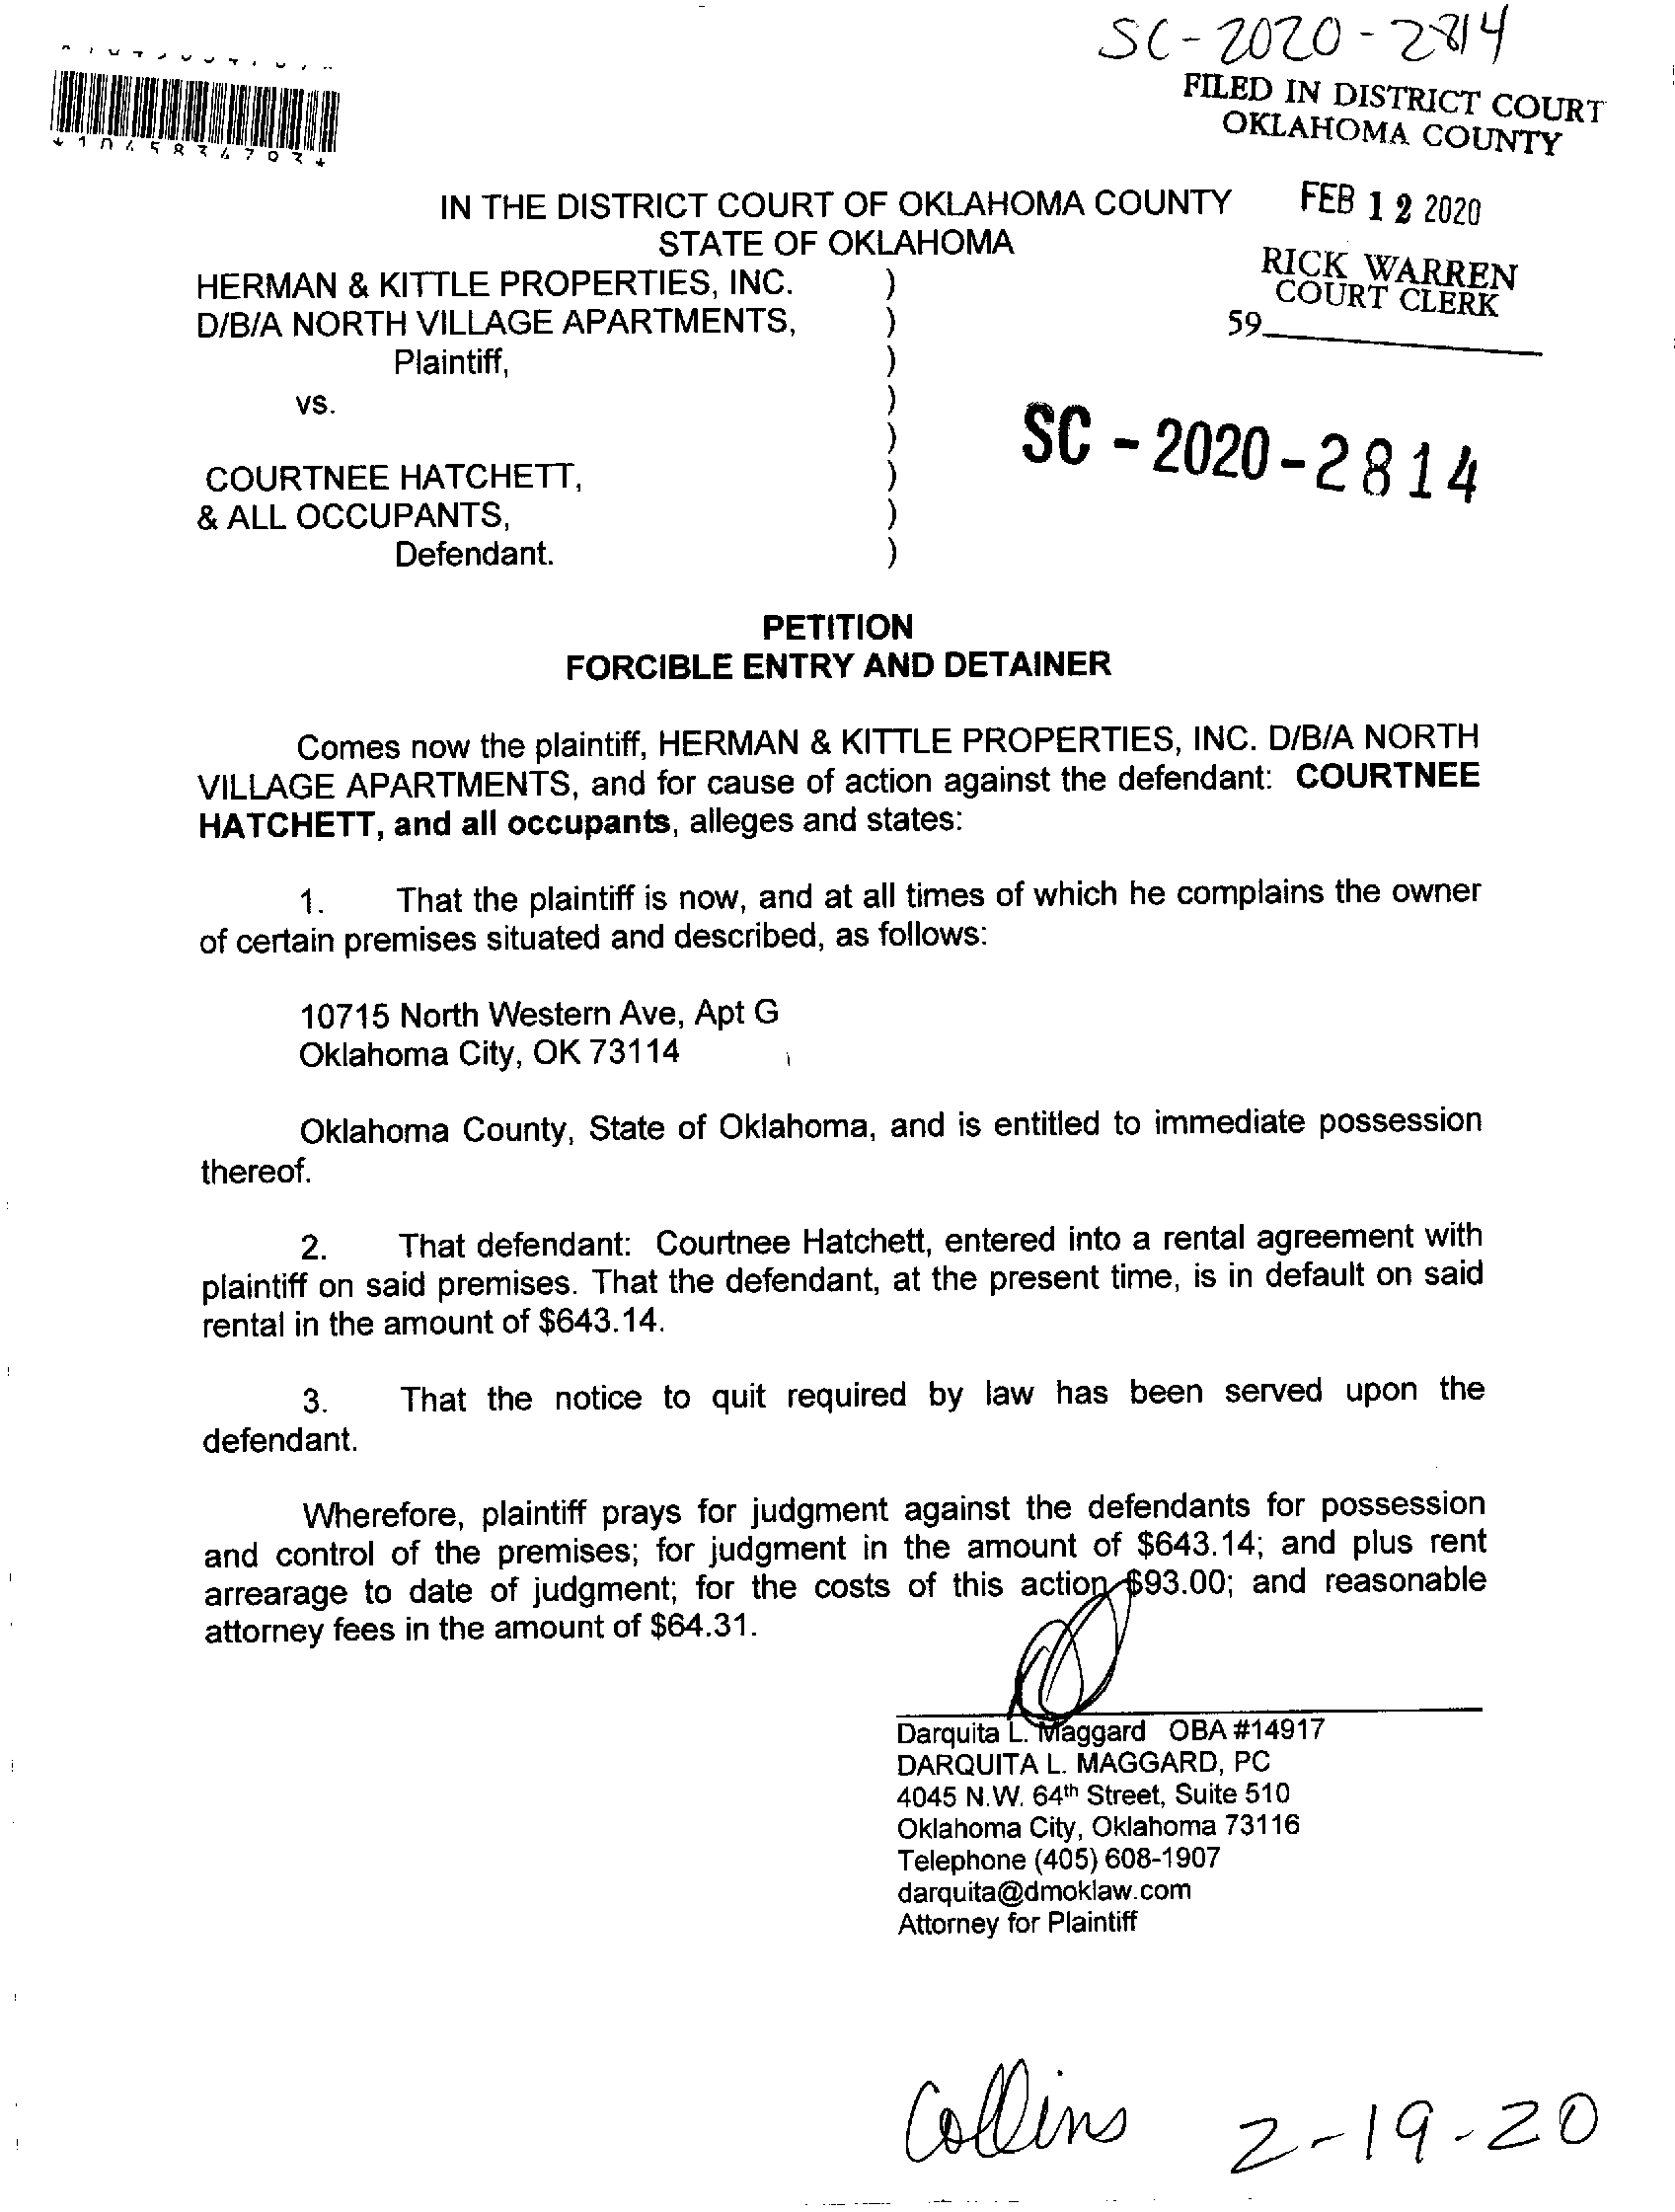 SC-2020-2814
FILED IN DISTRICT COURT
OKLAHOMA COUNTY
*1045834793*
IN THE DISTRICT COURT OF OKLAHOMA COUNTY
FEB 12 2020
STATE OF OKLAHOMA
RICK WARREN
COURT CLERK
59
HERMAN & KITTLE PROPERTIES, INC. )
D/B/A NORTH VILLAGE APARTMENTS, )
Plaintiff, )
vs. )
)
COURTNEE HATCHETT, )
& ALL OCCUPANTS, )
Defendant. )
SC - 2020 - 2814
PETITION
FORCIBLE ENTRY AND DETAINER
Comes now the plaintiff, HERMAN & KITTLE PROPERTIES, INC. D/B/A NORTH
VILLAGE APARTMENTS, and for cause of action against the defendant: COURTNEE
HATCHETT, and all occupants, alleges and states:
1. That the plaintiff is now, and at all times of which he complains the owner
of certain premises situated and described, as follows:
10715 North Western Ave, Apt G
Oklahoma City, OK 73114
Oklahoma County, State of Oklahoma, and is entitled to immediate possession
thereof.
2. That defendant: Courtnee Hatchett, entered into a rental agreement with
plaintiff on said premises. That the defendant, at the present time, is in default on said
rental in the amount of $643.14.
3. That the notice to quit required by law has been served upon the
defendant.
Wherefore, plaintiff prays for judgment against the defendants for possession
and control of the premises; for judgment in the amount of $643.14; and plus rent
arrearage to date of judgment; for the costs of this action $93.00; and reasonable
attorney fees in the amount of $64.31.
Darquita L. Maggard OBA #14917
DARQUITA L. MAGGARD, PC
4045 N.W. 64th Street, Suite 510
Oklahoma City, Oklahoma 73116
Telephone (405) 608-1907
darquita@dmoklaw.com
Attorney for Plaintiff
Collins 2-19-20